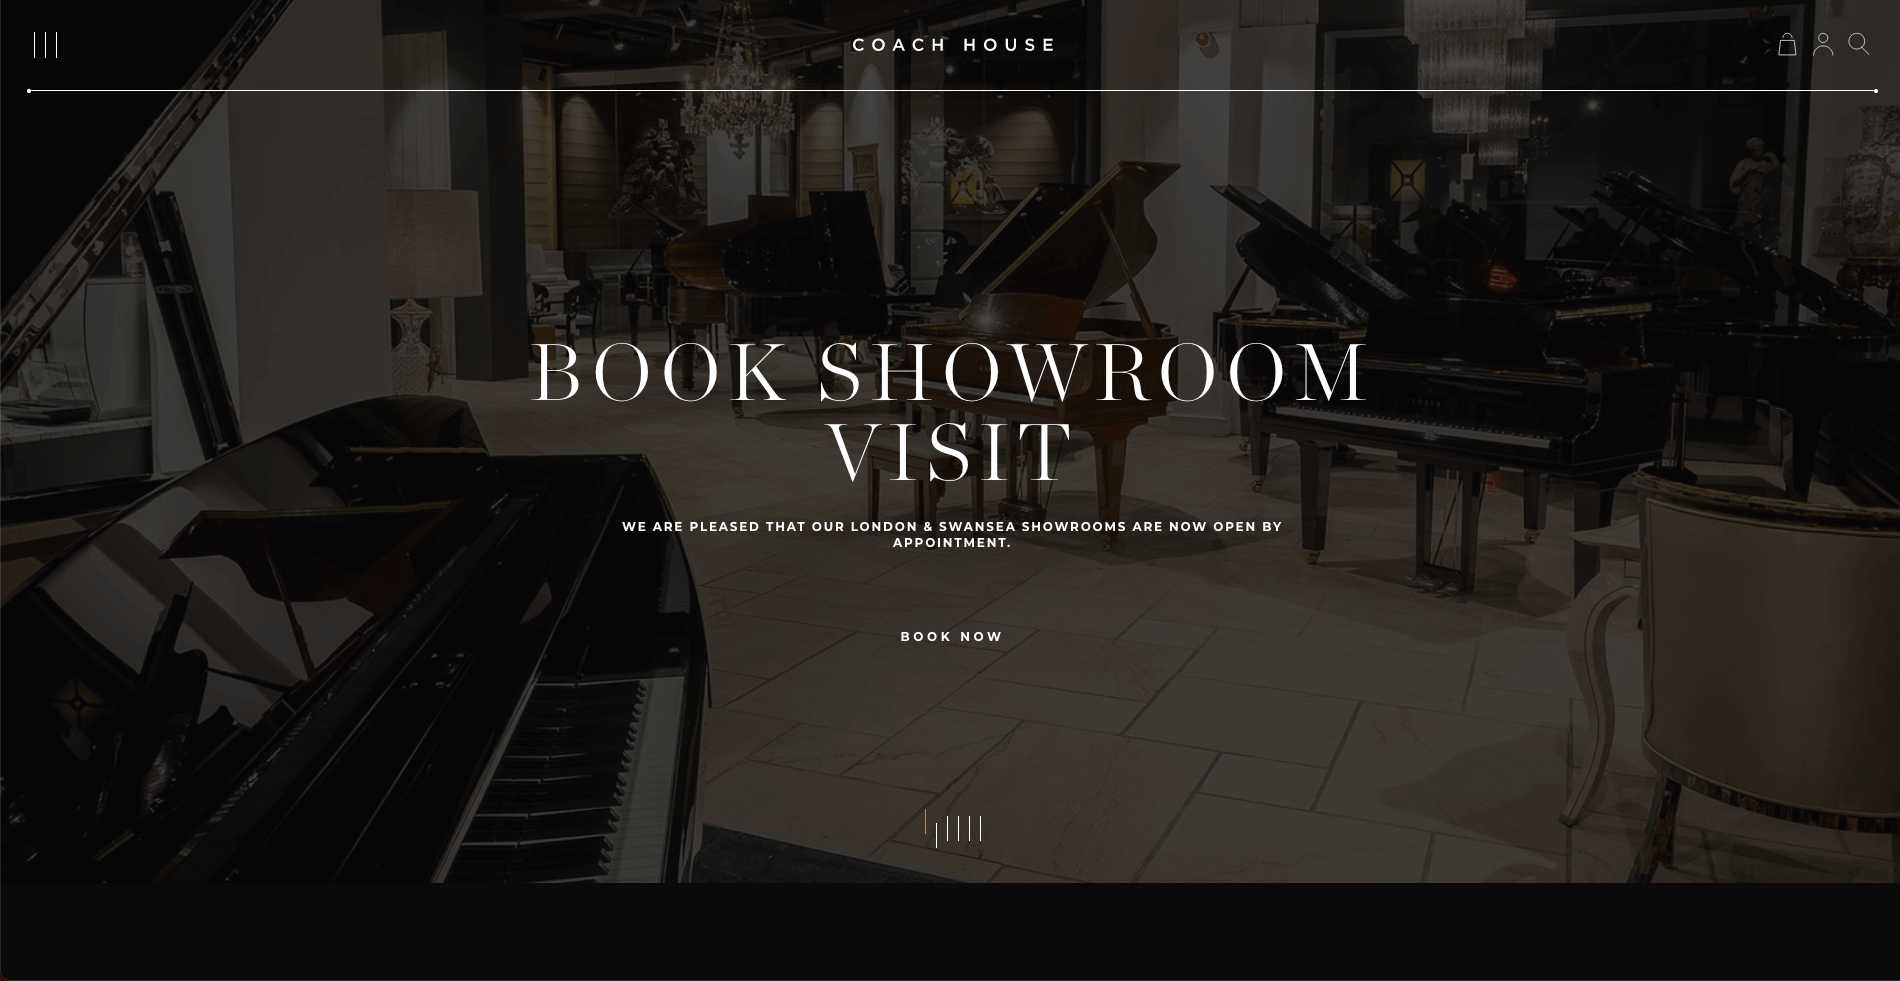 COACH HOUSE
BOOK SHOWROOM
VISIT
WE ARE PLEASED THAT OUR LONDON & SWANSEA SHOWROOMS ARE NOW OPEN BY
APPOINTMENT.
BOOK NOW